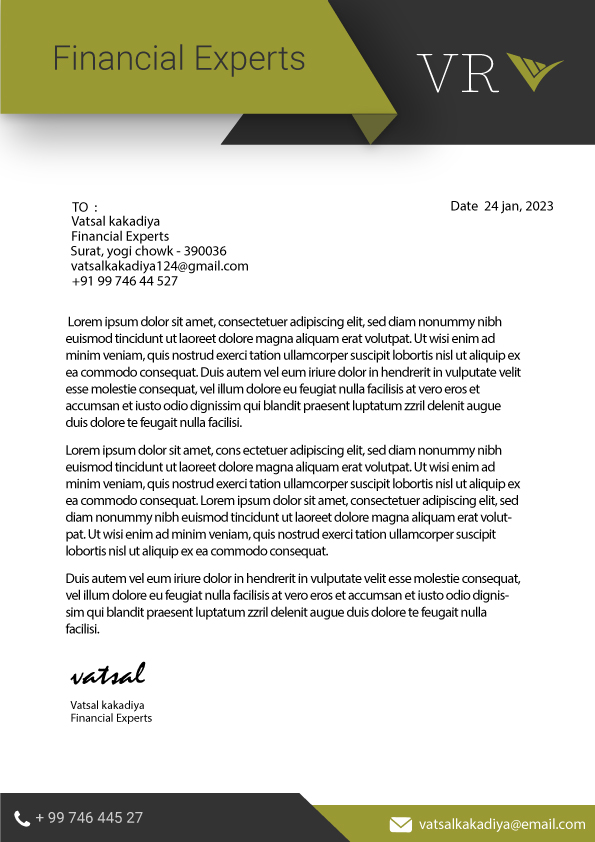 Financial Experts
VR
TO :
Date 24 jan, 2023
Vatsal kakadiya
Financial Experts
Surat, yogi chowk - 390036
vatsalkakadiya124@gmail.com
+91 99 746 44 527
Lorem ipsum dolor sit amet, consectetuer adipiscing elit, sed diam nonummy nibh
euismod tincidunt ut laoreet dolore magna aliquam erat volutpat. Ut wisi enim ad
minim veniam, quis nostrud exerci tation ullamcorper suscipit lobortis nisl ut aliquip ex
ea commodo consequat. Duis autem vel eum iriure dolor in hendrerit in vulputate velit
esse molestie consequat, vel illum dolore eu feugiat nulla facilisis at vero eros et
accumsan et iusto odio dignissim qui blandit praesent luptatum zzril delenit augue
duis dolore te feugait nulla facilisi.
Lorem ipsum dolor sit amet, cons ectetuer adipiscing elit, sed diam nonummy nibh
euismod tincidunt ut laoreet dolore magna aliquam erat volutpat. Ut wisi enim ad
minim veniam, quis nostrud exerci tation ullamcorper suscipit lobortis nisl ut aliquip ex
ea commodo consequat. Lorem ipsum dolor sit amet, consectetuer adipiscing elit, sed
diam nonummy nibh euismod tincidunt ut laoreet dolore magna aliquam erat volut-
pat. Ut wisi enim ad minim veniam, quis nostrud exerci tation ullamcorper suscipit
lobortis nisl ut aliquip ex ea commodo consequat.
Duis autem vel eum iriure dolor in hendrerit in vulputate velit esse molestie consequat,
vel illum dolore eu feugiat nulla facilisis at vero eros et accumsan et iusto odio dignis-
sim qui blandit praesent luptatum zzril delenit augue duis dolore te feugait nulla
facilisi.
vatsal
Vatsal kakadiya
Financial Experts
+ 99 746 445 27
vatsalkakadiya@email.com